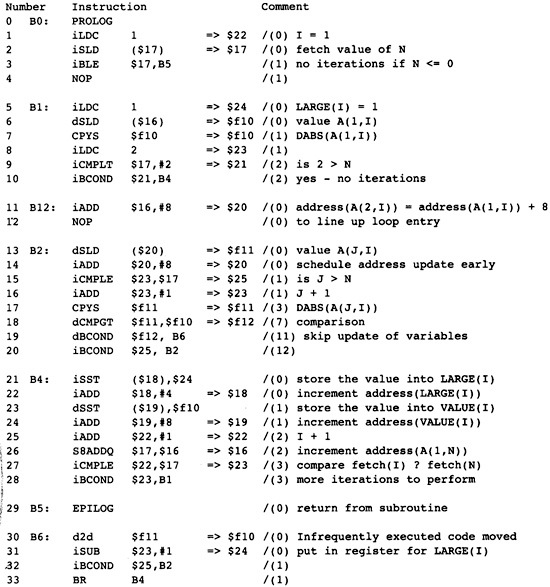 Number Instruction Comment
0 B0: PROLOG
1 iLDC 1 => $22 /(0) I = 1
2 iSLD ($17) => $17 /(0) fetch value of N
3 iBLE $17,B5 /(1) no iterations if N <= 0
4 NOP /(1)
5 B1: iLDC 1 => $24 /(0) LARGE(I) = 1
6 dSLD ($16) => $f10 /(0) value A(1,I)
7 CPYS $f10 => $f10 /(1) DABS(A(1,I))
8 iLDC 2 => $23 /(1)
9 iCMPLT $17,#2 => $21 /(2) is 2 > N
10 iBCOND $21,B4 /(2) yes - no iterations
11 B12: iADD $16,#8 => $20 /(0) address(A(2,I)) = address(A(1,I)) + 8
12 NOP /(0) to line up loop entry
13 B2: dSLD ($20) => $f11 /(0) value A(J,I)
14 iADD $20,#8 => $20 /(0) schedule address update early
15 iCMPLE $23,$17 => $25 /(1) is J > N
16 iADD $23,#1 => $23 /(1) J + 1
17 CPYS $f11 => $f11 /(3) DABS(A(J,I))
18 dCMPGT $f11,$f10 => $f12 /(7) comparison
19 dBCOND $f12, B6 /(11) skip update of variables
20 iBCOND $25, B2 /(12)
21 B4: iSST ($18),$24 /(0) store the value into LARGE(I)
22 iADD $18,#4 => $18 /(0) increment address(LARGE(I))
23 dSST ($19),$f10 /(1) store the value into VALUE(I)
24 iADD $19,#8 => $19 /(1) increment address(VALUE(I))
25 iADD $22,#1 => $22 /(2) I + 1
26 S8ADDQ $17,$16 => $16 /(2) increment address(A(1,N))
27 iCMPLE $22,$17 => $23 /(3) compare fetch(I) ? fetch(N)
28 iBCOND $23,B1 /(3) more iterations to perform
29 B5: EPILOG /(0) return from subroutine
30 B6: d2d $f11 => $f10 /(0) Infrequently executed code moved
31 iSUB $23,#1 => $24 /(0) put in register for LARGE(I)
32 iBCOND $25,B2 /(1)
33 BR B4 /(1)